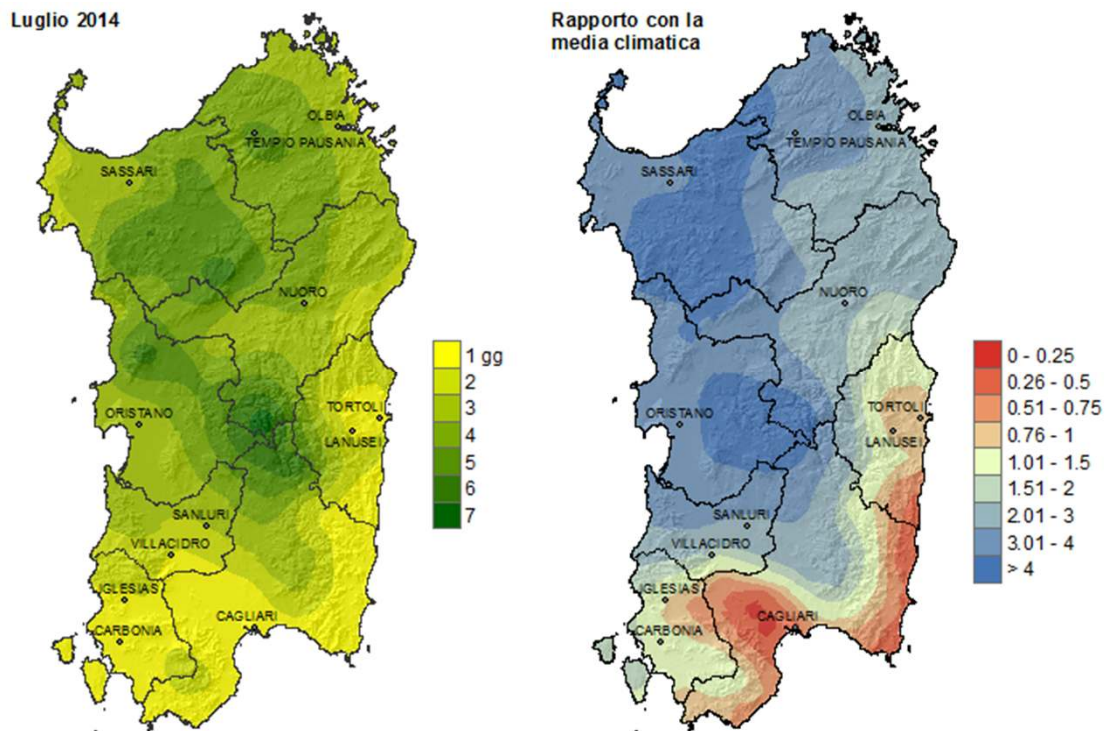 Luglio 2014
OLBIA
TEMPIO PAUSANIA
SASSARI
NUORO
ORISTANO
TORTOLI
LANUSEI
SANLURI
VILLACIDRO
IGLESIAS
CAGLIARI
CARBONIA
1 gg
2
3
4
5
6
7
Rapporto con la
media climatica
OLBIA
TEMPIO PAUSANIA
SASSARI
NUORO
ORISTANO
TORTOLI
LANUSEI
SANLURI
VILLACIDRO
IGLESIAS
CAGLIARI
CARBONIA
0 - 0.25
0.26 - 0.5
0.51 - 0.75
0.76 - 1
1.01 - 1.5
1.51 - 2
2.01 - 3
3.01 - 4
> 4